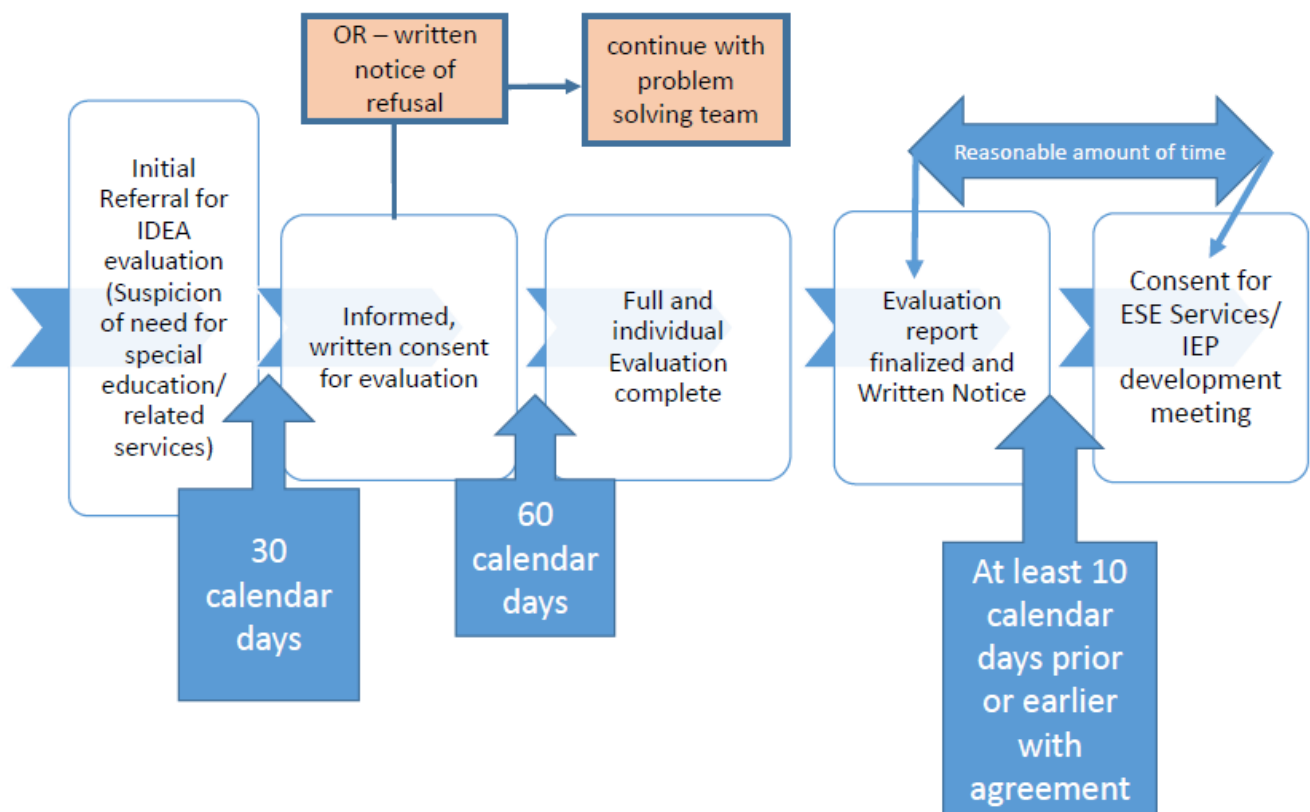 OR – written
notice of
refusal
continue with
problem
solving team
Reasonable amount of time
Initial
Referral for
IDEA
evaluation
(Suspicion
of need for
special
education/
related
services)
Informed,
written consent
for evaluation
Full and
individual
Evaluation
complete
Evaluation
report
finalized and
Written Notice
Consent for
ESE Services/
IEP
development
meeting
30
calendar
days
60
calendar
days
At least 10
calendar
days prior
or earlier
with
agreement